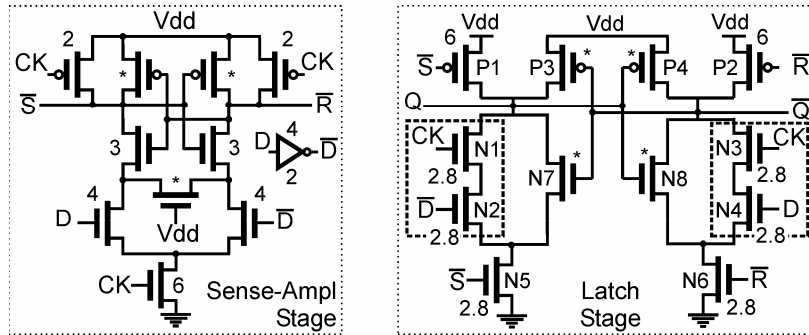 Vdd
2
2
CK
*
*
CK
S̅
R̅
3
3
D
4
D̅
2
4
*
4
D
Vdd
D̅
CK
6
Sense-Ampl
Stage
Vdd
Vdd
Vdd
6
6
S̅
P1
P3
*
*
P4
P2
R̅
Q
Q̅
CK
N1
2.8
N7
*
*
N8
N3
CK
2.8
D̅
N2
2.8
N4
D
2.8
S̅
N5
2.8
N6
R̅
2.8
Latch
Stage